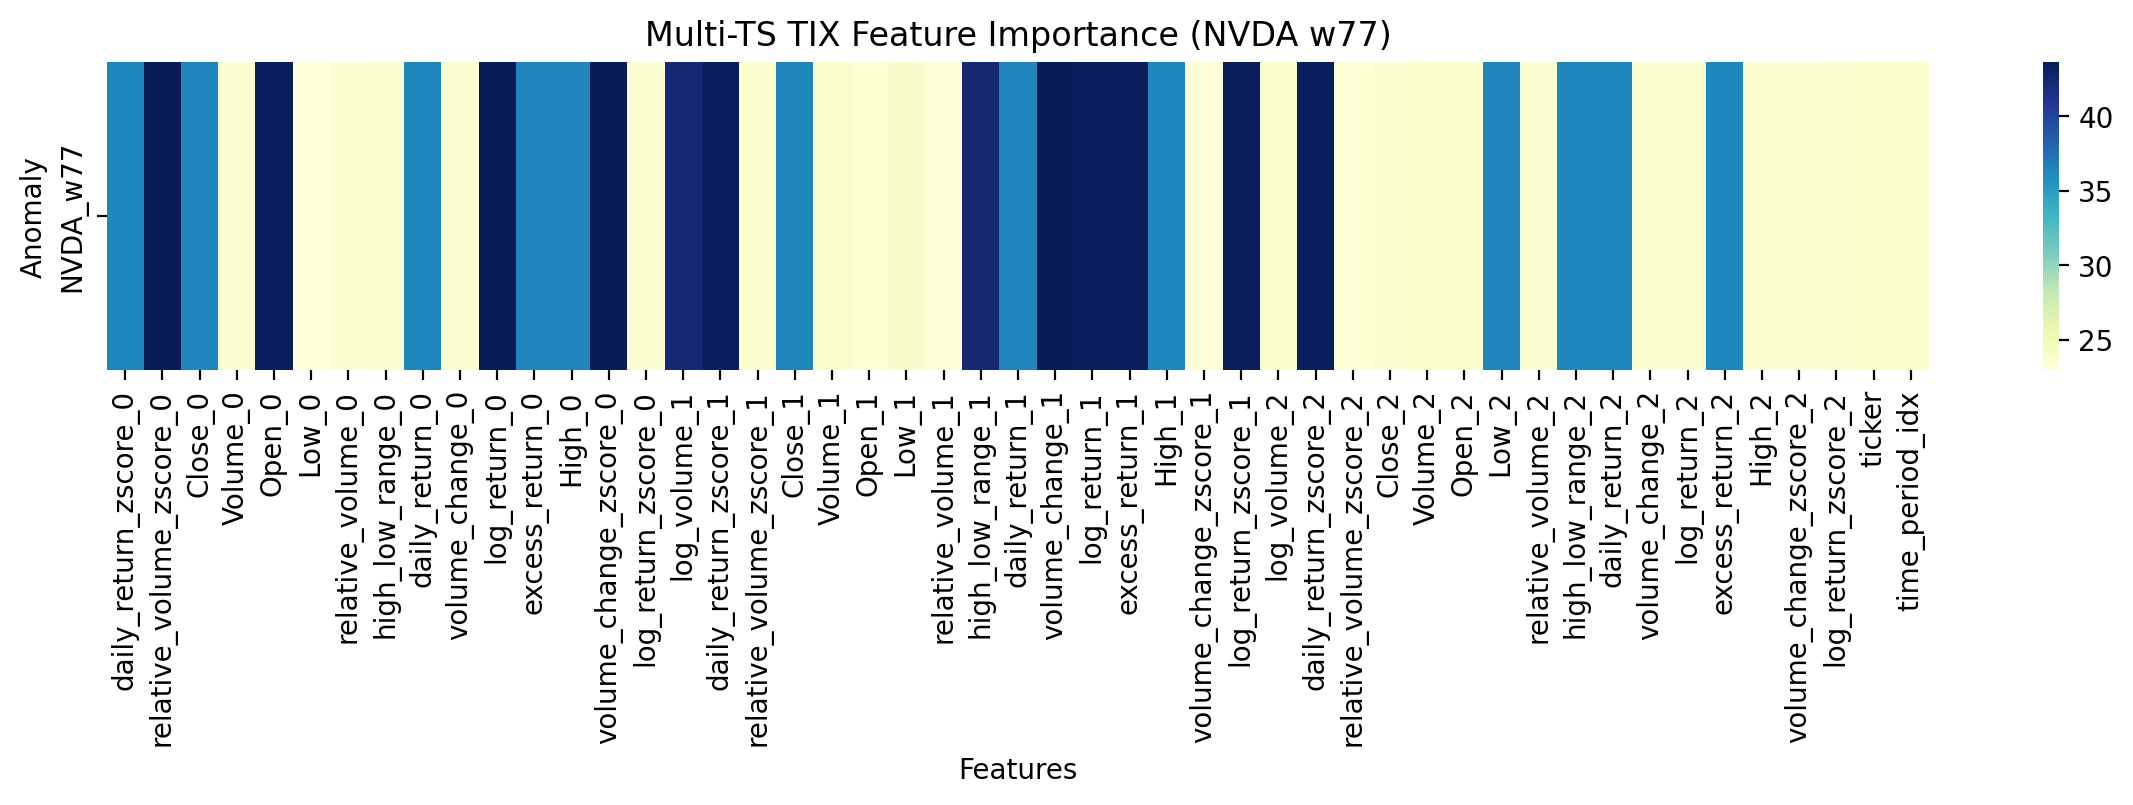 Multi-TS TIX Feature Importance (NVDA w77)
Anomaly
NVDA_w77
40
35
30
25
daily_return_zscore_0
relative_volume_zscore_0
Close_0
Volume_0
Open_0
Low_0
relative_volume_0
high_low_range_0
daily_return_0
volume_change_0
log_return_0
excess_return_0
High_0
volume_change_zscore_0
log_return_zscore_0
log_volume_1
daily_return_zscore_1
relative_volume_zscore_1
Close_1
Volume_1
Open_1
Low_1
relative_volume_1
high_low_range_1
daily_return_1
volume_change_1
log_return_1
excess_return_1
High_1
volume_change_zscore_1
log_return_zscore_1
log_volume_2
daily_return_zscore_2
relative_volume_zscore_2
Close_2
Volume_2
Open_2
Low_2
relative_volume_2
high_low_range_2
daily_return_2
volume_change_2
log_return_2
excess_return_2
High_2
volume_change_zscore_2
log_return_zscore_2
ticker
time_period_idx
Features